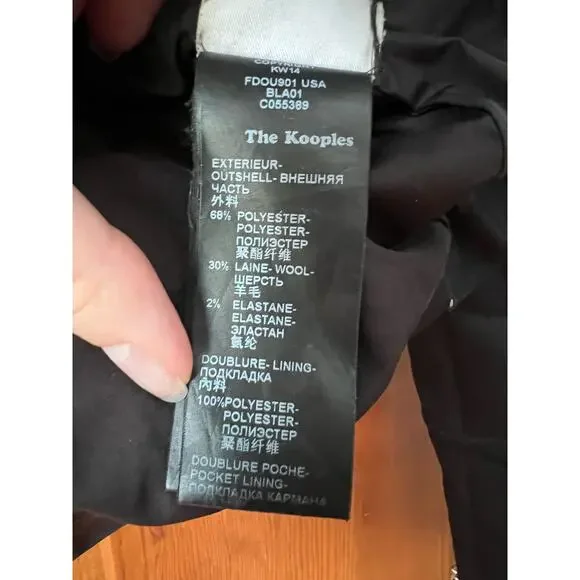 COPYRIGHT
KW14
FDOU901 USA
BLA01
C055389
The Kooples
EXTERIEUR-
OUTSHELL- ВНЕШНЯЯ
ЧАСТЬ
外料
68% POLYESTER-
POLYESTER-
ПОЛИЭСТЕР
聚酯纤维
30% LAINE- WOOL-
ШЕРСТЬ
羊毛
2% ELASTANE-
ELASTANE-
ЭЛАСТАН
氨纶
DOUBLURE- LINING-
ПОДКЛАДКА
內料
100%POLYESTER-
POLYESTER-
ПОЛИЭСТЕР
聚酯纤维
DOUBLURE POCHE-
POCKET LINING-
ПОДКЛАДКА КАРМАНА